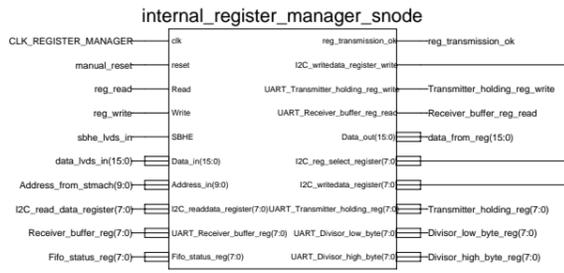 internal_register_manager_snode
CLK_REGISTER_MANAGER clk reg_transmission_ok reg_transmission_ok
manual_reset reset I2C_writedata_register_write
reg_read Read UART_Transmitter_holding_reg_write Transmitter_holding_reg_write
reg_write Write UART_Receiver_buffer_reg_read Receiver_buffer_reg_read
sbhe_lvds_in SBHE Data_out(15:0) data_from_reg(15:0)
data_lvds_in(15:0) Data_in(15:0) I2C_reg_select_register(7:0)
Address_from_stmach(9:0) Address_in(9:0) I2C_writedata_register(7:0)
I2C_read_data_register(7:0) I2C_readdata_register(7:0) UART_Transmitter_holding_reg(7:0) Transmitter_holding_reg(7:0)
Receiver_buffer_reg(7:0) UART_Receiver_buffer_reg(7:0) UART_Divisor_low_byte(7:0) Divisor_low_byte_reg(7:0)
Fifo_status_reg(7:0) Fifo_status_reg(7:0) UART_Divisor_high_byte(7:0) Divisor_high_byte_reg(7:0)